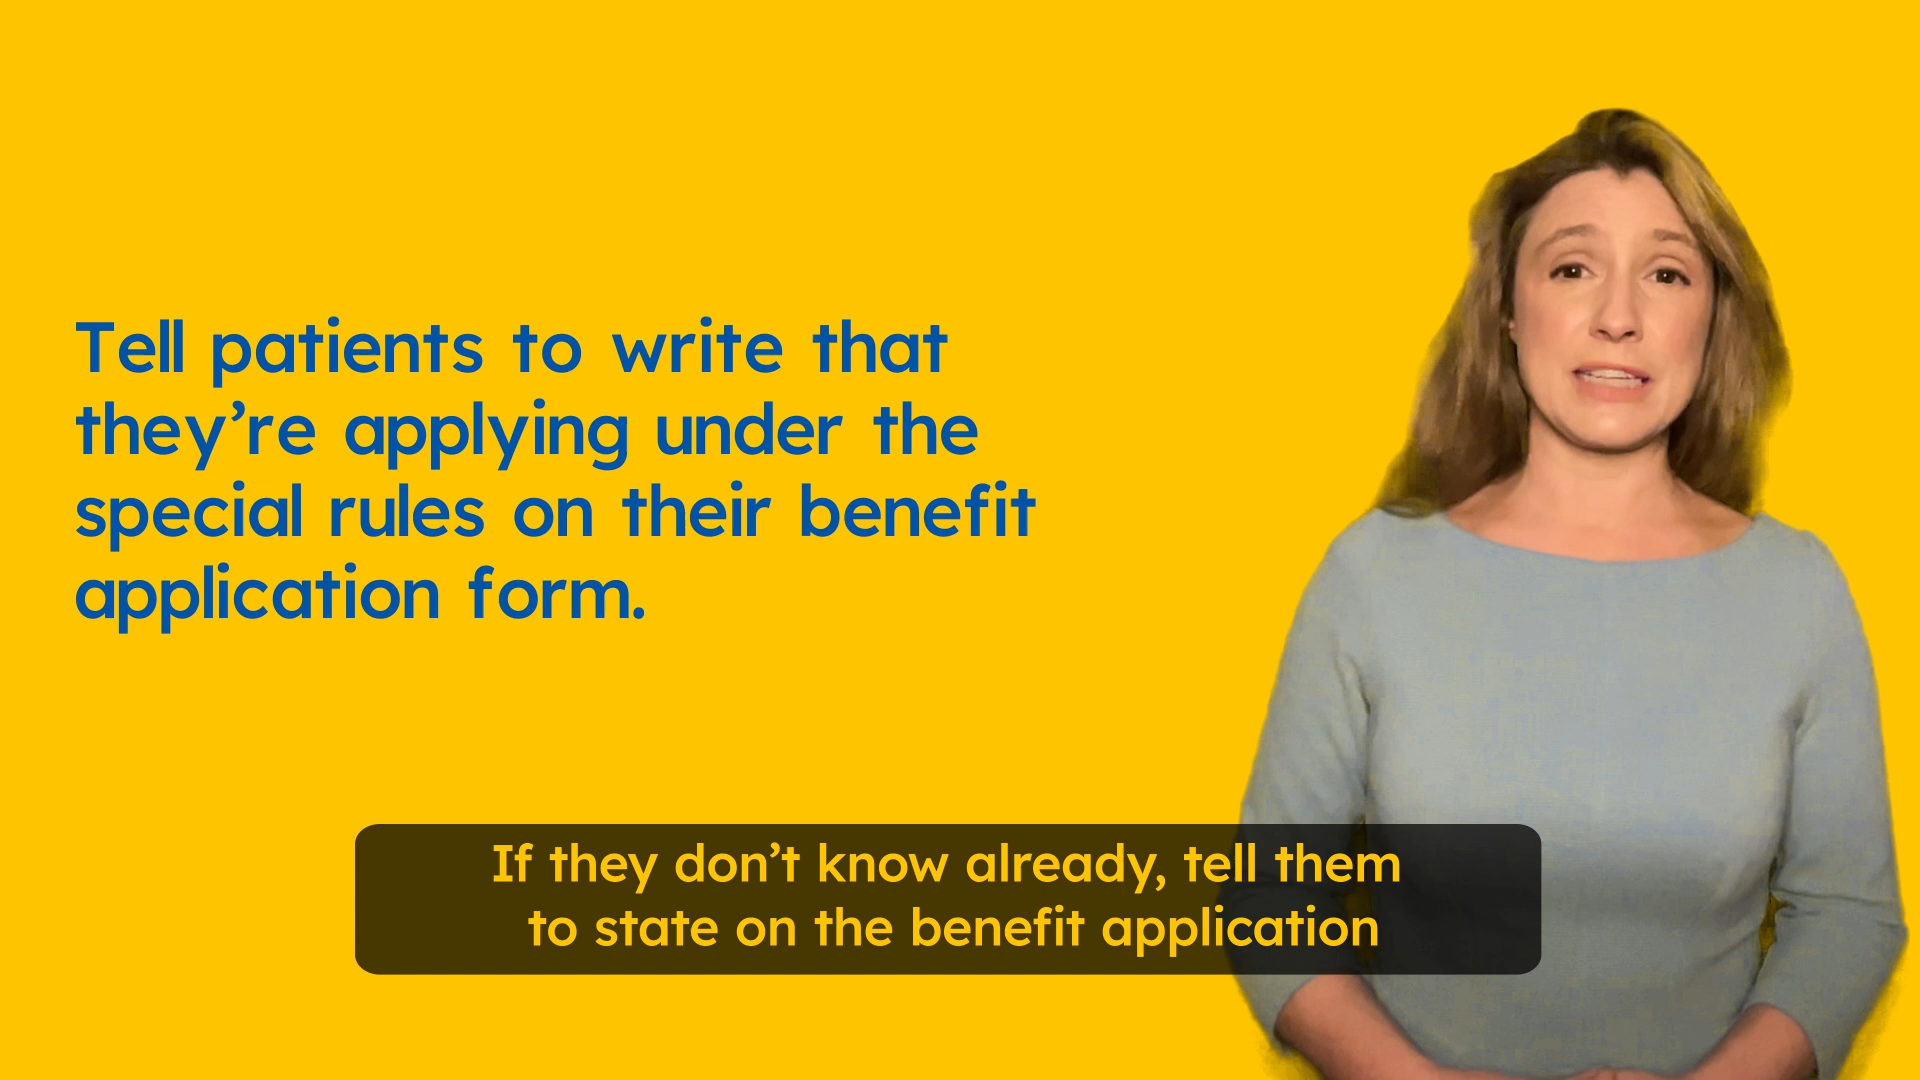 Tell patients to write that
they’re applying under the
special rules on their benefit
application form.
If they don’t know already, tell them
to state on the benefit application